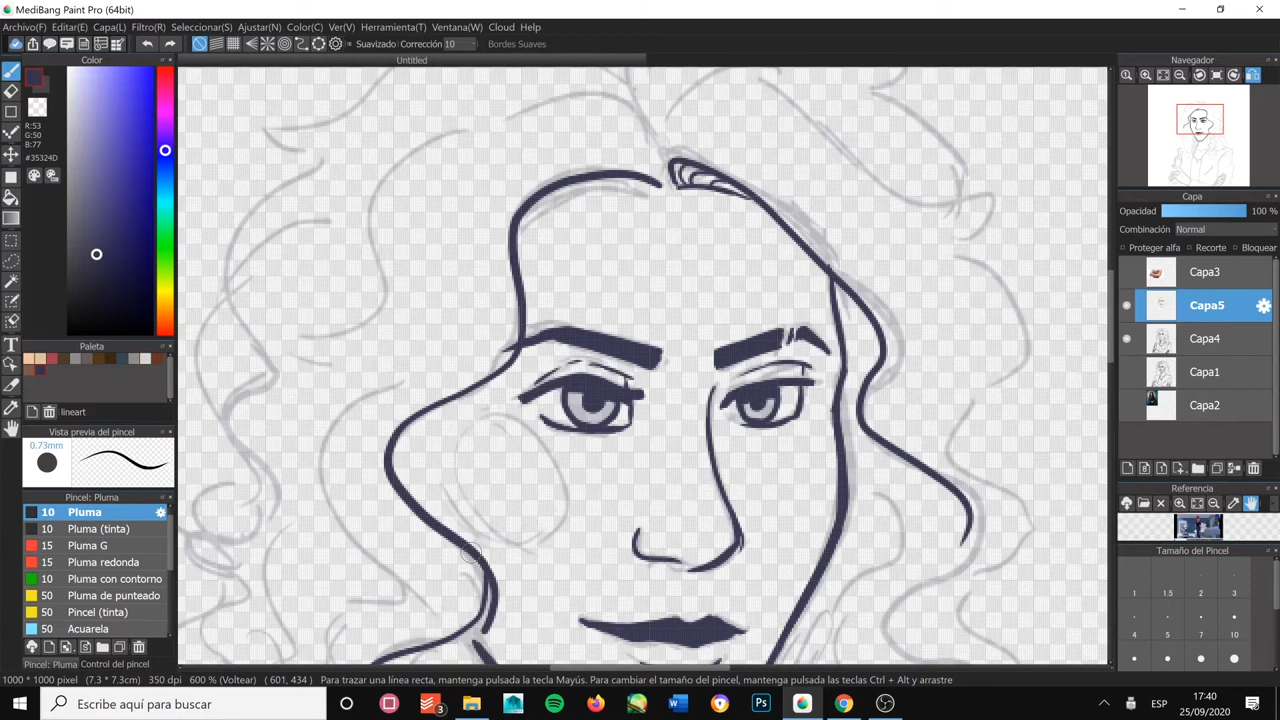 MediBang Paint Pro (64bit)
Archivo(F) Editar(E) Capa(L) Filtro(R) Seleccionar(S) Ajustar(N) Color(C) Ver(V) Herramienta(T) Ventana(W) Cloud Help
Suavizado Corrección 10 Bordes Suaves
Color
Untitled
Navegador
R:53
G:50
B:77
#35324D
Capa
Opacidad 100 %
Combinación Normal
Proteger alfa Recorte Bloquear
Capa3
Capa5
Capa4
Capa1
Capa2
Paleta
lineart
Vista previa del pincel
0.73mm
Pincel: Pluma
10 Pluma
10 Pluma (tinta)
15 Pluma G
15 Pluma redonda
10 Pluma con contorno
50 Pluma de punteado
50 Pincel (tinta)
50 Acuarela
Pincel: Pluma Control del pincel
Referencia
Tamaño del Pincel
1 1.5 2 3
4 5 7 10
1000 * 1000 pixel (7.3 * 7.3cm) 350 dpi 600 % (Voltear) ( 601, 434 ) Para trazar una línea recta, mantenga pulsada la tecla Mayús. Para cambiar el tamaño del pincel, mantenga pulsadas las teclas Ctrl + Alt y arrastre
Escribe aquí para buscar
3
W
Ps
ESP
17:40
25/09/2020